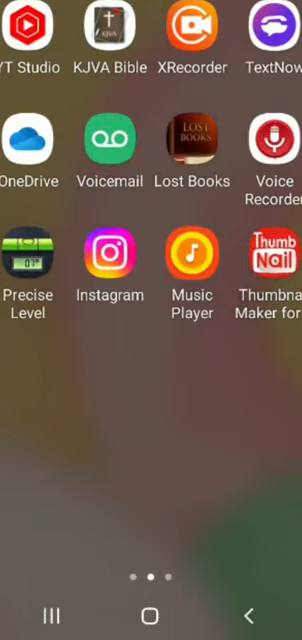 YT Studio
KJVA Bible
XRecorder
TextNow
KJVA
OneDrive
Voicemail
Lost Books
Voice
Recorder
LOST
BOOKS
Precise
Level
Instagram
Music
Player
Thumbna
Maker for
Thumb
Nail